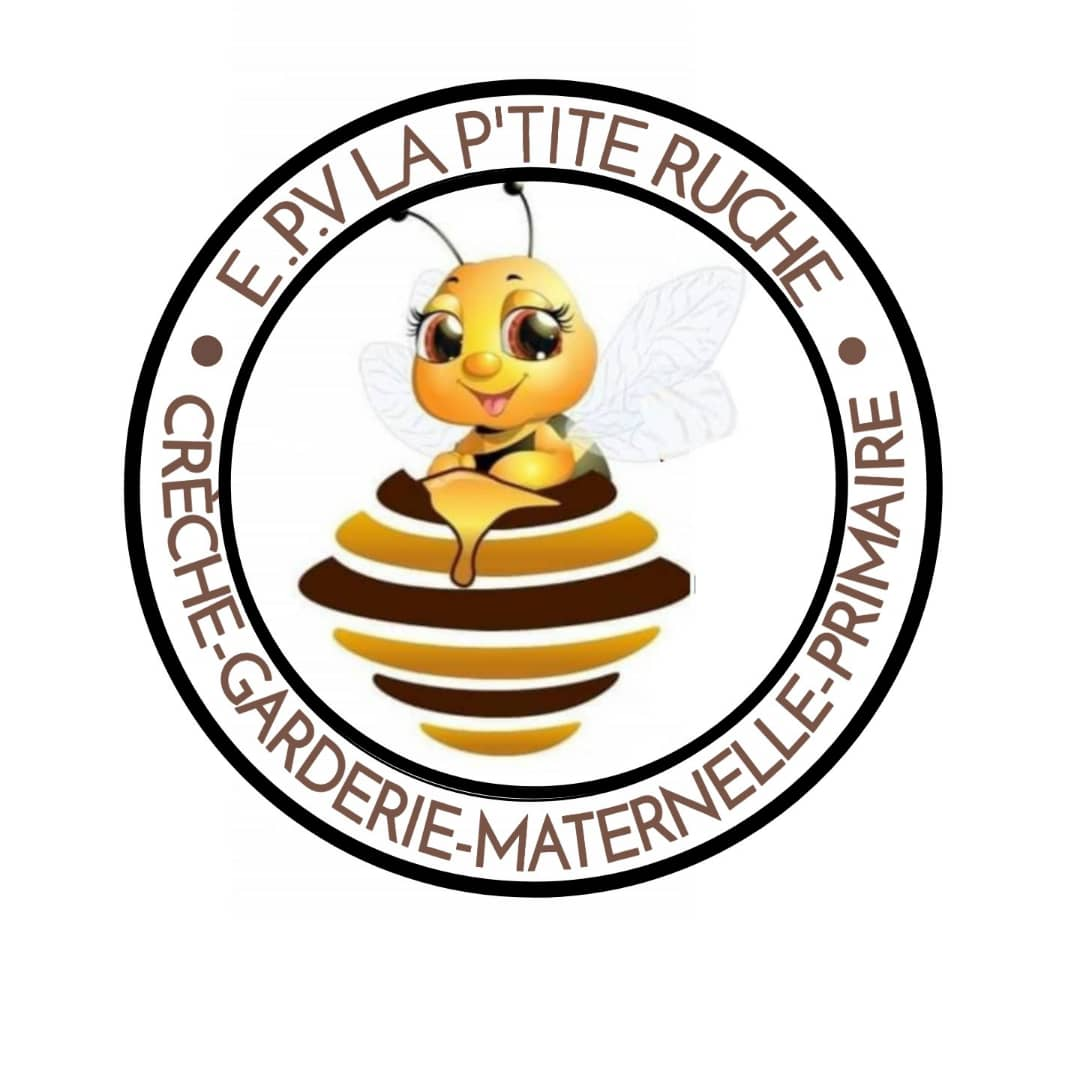 E.P.V LA P'TITE RUCHE
CRÈCHE-GARDERIE-MATERNELLE-PRIMAIRE